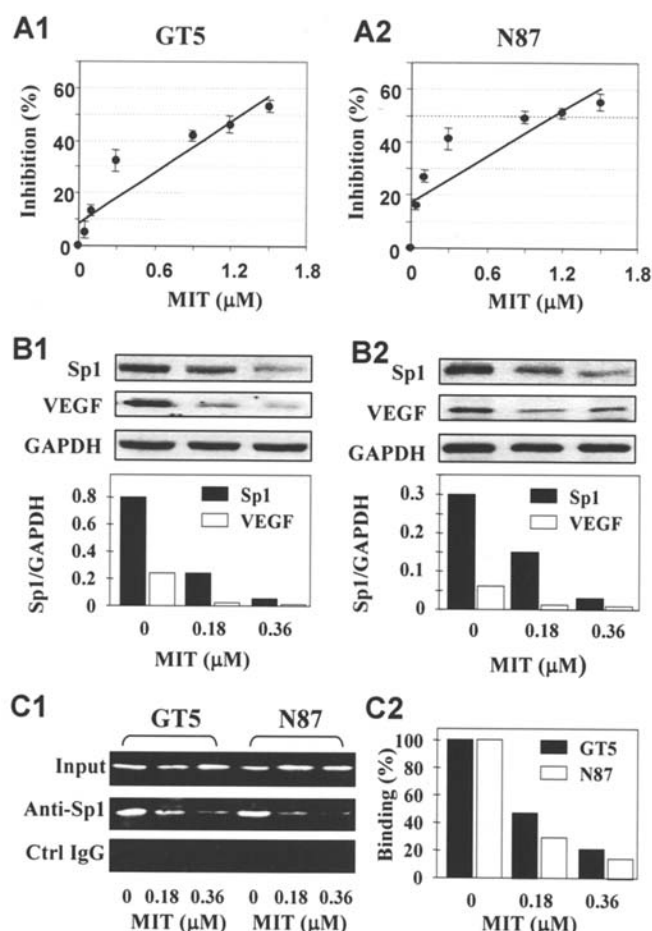 A1
GT5
Inhibition (%)
60
40
20
0
0 0.6 1.2 1.8
MIT (μM)
A2
N87
Inhibition (%)
60
40
20
0
0 0.6 1.2 1.8
MIT (μM)
B1
Sp1
VEGF
GAPDH
Sp1/GAPDH
0.8
0.4
0.2
0
Sp1
VEGF
0 0.18 0.36
MIT (μM)
B2
Sp1
VEGF
GAPDH
Sp1/GAPDH
0.3
0.2
0.1
0
Sp1
VEGF
0 0.18 0.36
MIT (μM)
C1
GT5 N87
Input
Anti-Sp1
Ctrl IgG
0 0.18 0.36 0 0.18 0.36
MIT (μM) MIT (μM)
C2
Binding (%)
100
80
60
40
20
0
GT5
N87
0 0.18 0.36
MIT (μM)